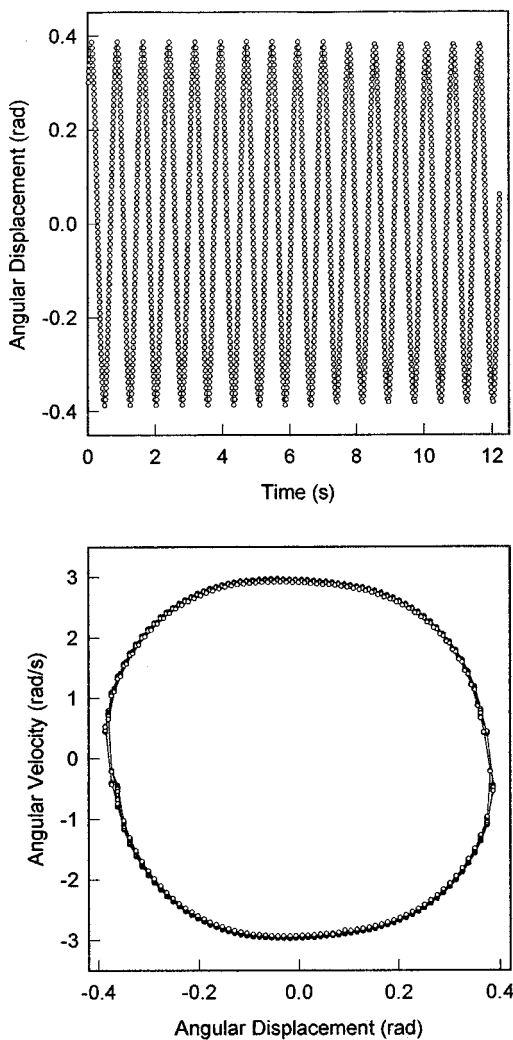 0.4
0.2
0.0
-0.2
-0.4
Angular Displacement (rad)
0 2 4 6 8 10 12
Time (s)
3
2
1
0
-1
-2
-3
Angular Velocity (rad/s)
-0.4 -0.2 0.0 0.2 0.4
Angular Displacement (rad)